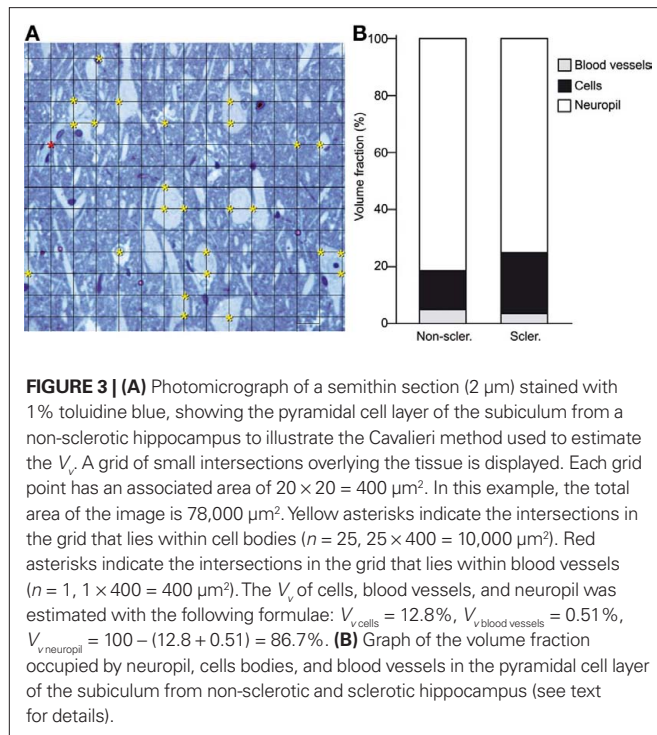 A
B
100
80
60
40
20
0
Volume fraction (%)
Blood vessels
Cells
Neuropil
Non-scler.
Scler.
FIGURE 3 | (A) Photomicrograph of a semithin section (2 μm) stained with
1% toluidine blue, showing the pyramidal cell layer of the subiculum from a
non-sclerotic hippocampus to illustrate the Cavalieri method used to estimate
the Vv. A grid of small intersections overlying the tissue is displayed. Each grid
point has an associated area of 20 × 20 = 400 μm². In this example, the total
area of the image is 78,000 μm². Yellow asterisks indicate the intersections in
the grid that lies within cell bodies (n = 25, 25 × 400 = 10,000 μm²). Red
asterisks indicate the intersections in the grid that lies within blood vessels
(n = 1, 1 × 400 = 400 μm²). The Vv of cells, blood vessels, and neuropil was
estimated with the following formulae: Vv cells = 12.8%, Vv blood vessels = 0.51%,
Vv neuropil = 100 – (12.8 + 0.51) = 86.7%. (B) Graph of the volume fraction
occupied by neuropil, cells bodies, and blood vessels in the pyramidal cell layer
of the subiculum from non-sclerotic and sclerotic hippocampus (see text
for details).